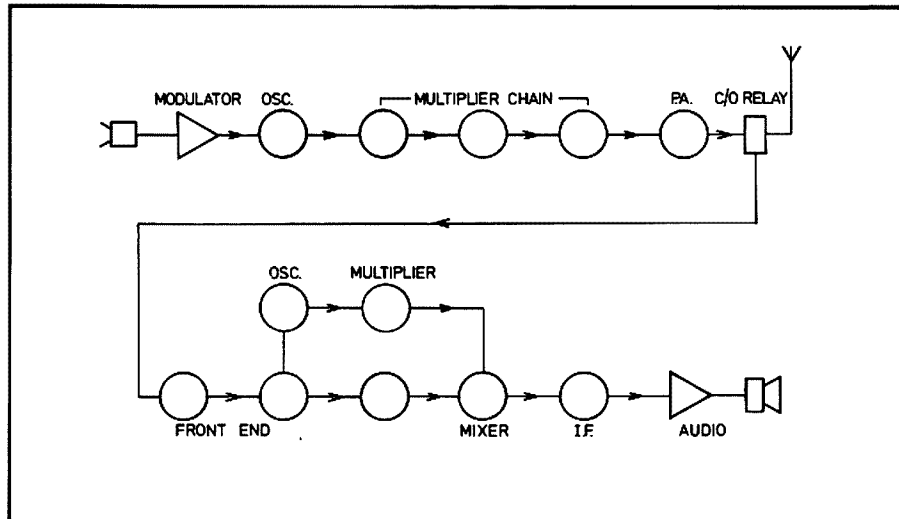 MODULATOR OSC. MULTIPLIER CHAIN P.A. C/O RELAY
OSC. MULTIPLIER
FRONT END MIXER I.F. AUDIO